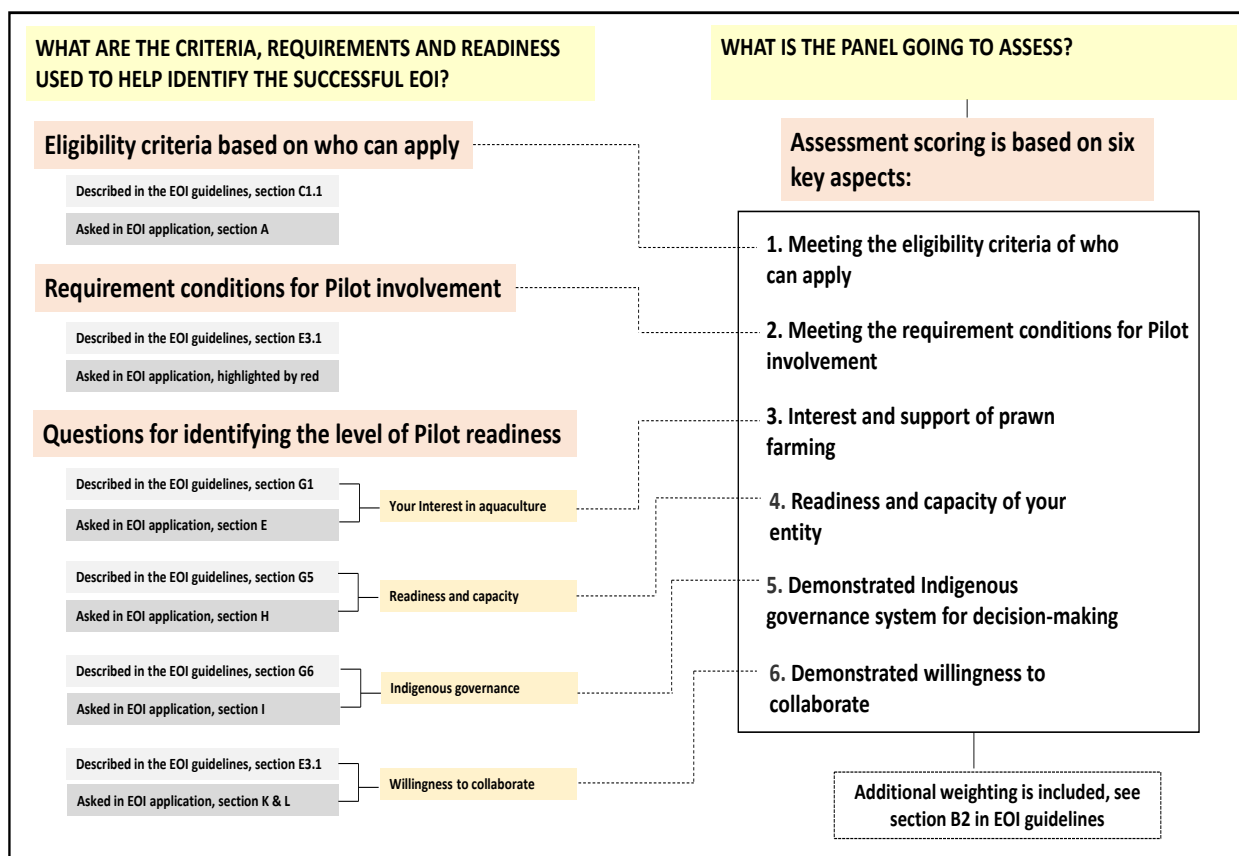 WHAT ARE THE CRITERIA, REQUIREMENTS AND READINESS
USED TO HELP IDENTIFY THE SUCCESSFUL EOI?
Eligibility criteria based on who can apply
Described in the EOI guidelines, section C1.1
Asked in EOI application, section A
Requirement conditions for Pilot involvement
Described in the EOI guidelines, section E3.1
Asked in EOI application, highlighted by red
Questions for identifying the level of Pilot readiness
Described in the EOI guidelines, section G1
Asked in EOI application, section E
Your Interest in aquaculture
Described in the EOI guidelines, section G5
Asked in EOI application, section H
Readiness and capacity
Described in the EOI guidelines, section G6
Asked in EOI application, section I
Indigenous governance
Described in the EOI guidelines, section E3.1
Asked in EOI application, section K & L
Willingness to collaborate
WHAT IS THE PANEL GOING TO ASSESS?
Assessment scoring is based on six
key aspects:
1. Meeting the eligibility criteria of who
can apply
2. Meeting the requirement conditions for Pilot
involvement
3. Interest and support of prawn
farming
4. Readiness and capacity of your
entity
5. Demonstrated Indigenous
governance system for decision-making
6. Demonstrated willingness to
collaborate
Additional weighting is included, see
section B2 in EOI guidelines